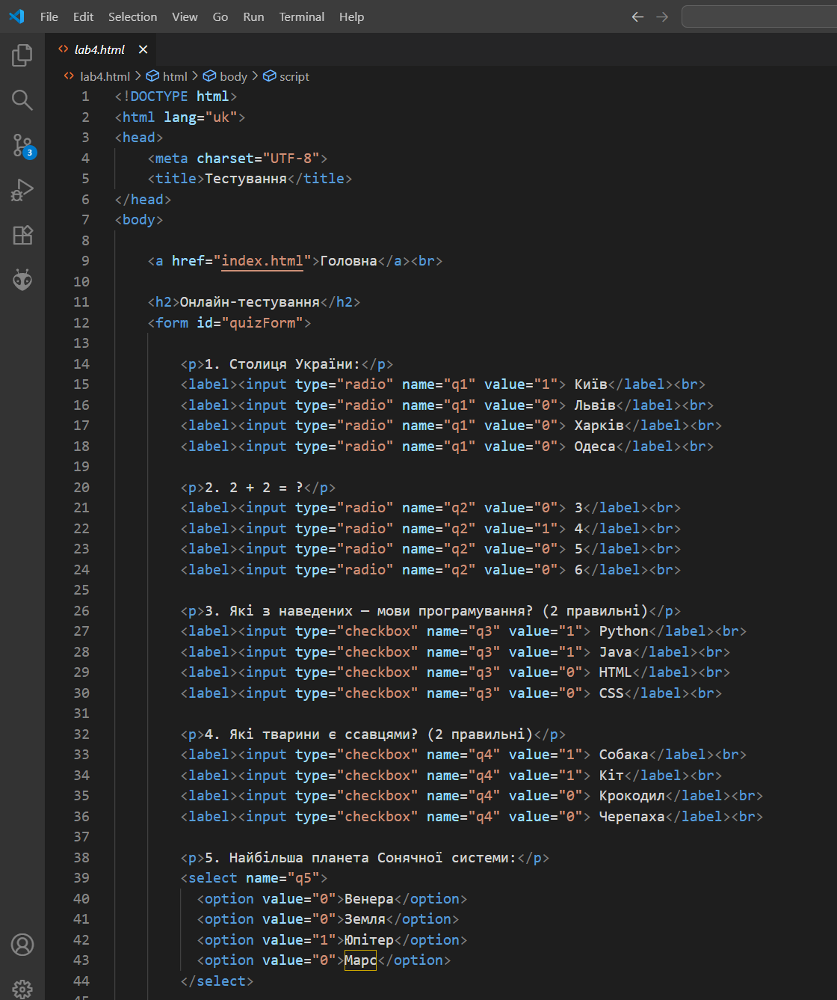 File Edit Selection View Go Run Terminal Help
lab4.html
lab4.html > html > body > script
3
1 <!DOCTYPE html>
2 <html lang="uk">
3 <head>
4     <meta charset="UTF-8">
5     <title>Тестування</title>
6 </head>
7 <body>
8
9     <a href="index.html">Головна</a><br>
10
11     <h2>Онлайн-тестування</h2>
12     <form id="quizForm">
13
14         <p>1. Столиця України:</p>
15         <label><input type="radio" name="q1" value="1"> Київ</label><br>
16         <label><input type="radio" name="q1" value="0"> Львів</label><br>
17         <label><input type="radio" name="q1" value="0"> Харків</label><br>
18         <label><input type="radio" name="q1" value="0"> Одеса</label><br>
19
20         <p>2. 2 + 2 = ?</p>
21         <label><input type="radio" name="q2" value="0"> 3</label><br>
22         <label><input type="radio" name="q2" value="1"> 4</label><br>
23         <label><input type="radio" name="q2" value="0"> 5</label><br>
24         <label><input type="radio" name="q2" value="0"> 6</label><br>
25
26         <p>3. Які з наведених — мови програмування? (2 правильні)</p>
27         <label><input type="checkbox" name="q3" value="1"> Python</label><br>
28         <label><input type="checkbox" name="q3" value="1"> Java</label><br>
29         <label><input type="checkbox" name="q3" value="0"> HTML</label><br>
30         <label><input type="checkbox" name="q3" value="0"> CSS</label><br>
31
32         <p>4. Які тварини є ссавцями? (2 правильні)</p>
33         <label><input type="checkbox" name="q4" value="1"> Собака</label><br>
34         <label><input type="checkbox" name="q4" value="1"> Кіт</label><br>
35         <label><input type="checkbox" name="q4" value="0"> Крокодил</label><br>
36         <label><input type="checkbox" name="q4" value="0"> Черепаха</label><br>
37
38         <p>5. Найбільша планета Сонячної системи:</p>
39         <select name="q5">
40           <option value="0">Венера</option>
41           <option value="0">Земля</option>
42           <option value="1">Юпітер</option>
43           <option value="0">Марс</option>
44         </select>